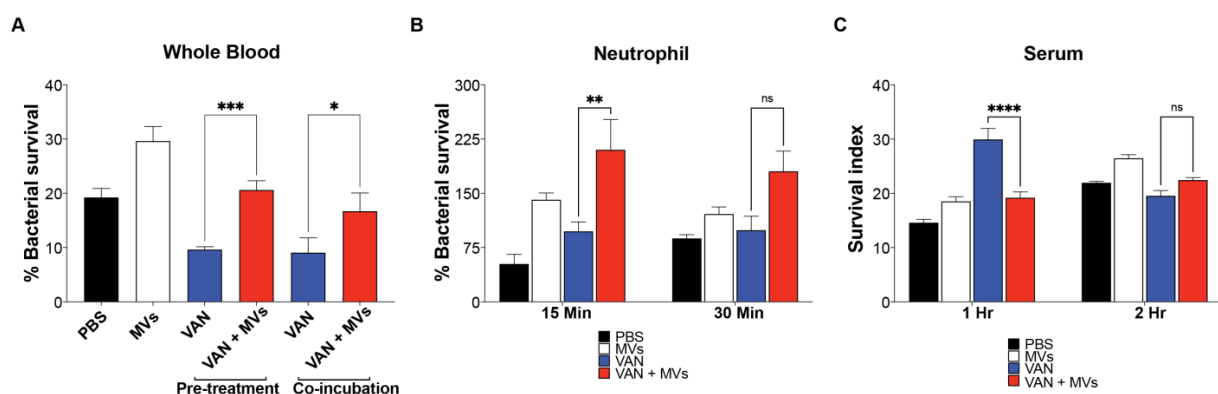 A
Whole Blood
% Bacterial survival
40
30
20
10
0
***
*
PBS
MVs
VAN
VAN + MVs
VAN
VAN + MVs
Pre-treatment
Co-incubation
B
Neutrophil
% Bacterial survival
300
225
150
75
0
**
ns
15 Min
30 Min
PBS
MVs
VAN
VAN + MVs
C
Serum
Survival index
40
30
20
10
0
****
ns
1 Hr
2 Hr
PBS
MVs
VAN
VAN + MVs